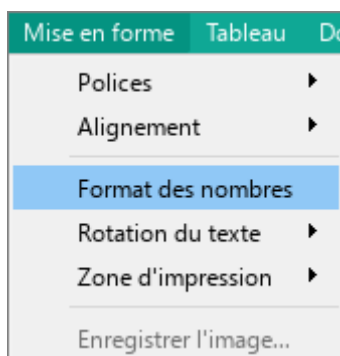 Mise en forme Tableau
Polices
Alignement
Format des nombres
Rotation du texte
Zone d'impression
Enregistrer l'image...